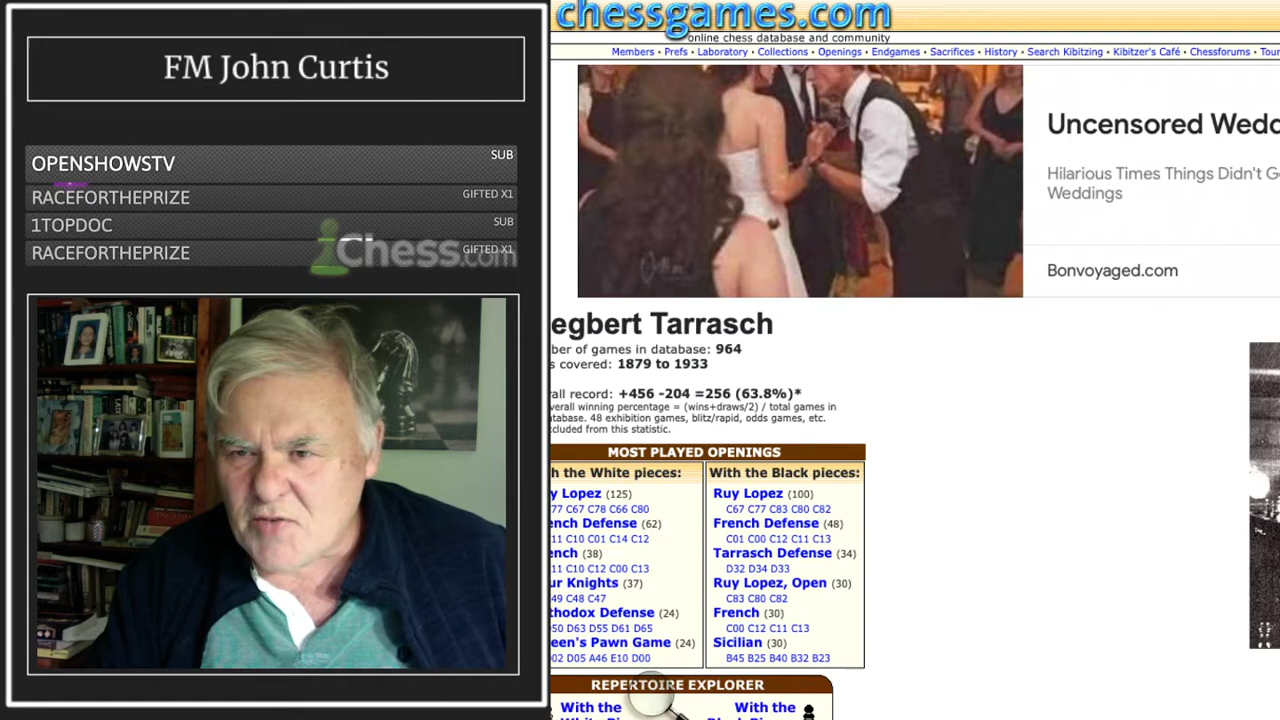 FM John Curtis
OPENSHOWSTV SUB
RACEFORTHEPRIZE GIFTED X1
1TOPDOC SUB
RACEFORTHEPRIZE GIFTED X1
Chess.com
chessgames.com
online chess database and community
Members · Prefs · Laboratory · Collections · Openings · Endgames · Sacrifices · History · Search Kibitzing · Kibitzer's Café · Chessforums · Tour
Uncensored Wedd
Hilarious Times Things Didn't G
Weddings
Bonvoyaged.com
egbert Tarrasch
ber of games in database: 964
s covered: 1879 to 1933
all record: +456 -204 =256 (63.8%)*
verall winning percentage = (wins+draws/2) / total games in
tabase. 48 exhibition games, blitz/rapid, odds games, etc.
cluded from this statistic.
MOST PLAYED OPENINGS
h the White pieces:
y Lopez (125)
77 C67 C78 C66 C80
ench Defense (62)
11 C10 C01 C14 C12
ench (38)
11 C10 C12 C00 C13
ur Knights (37)
49 C48 C47
thodox Defense (24)
50 D63 D55 D61 D65
een's Pawn Game (24)
02 D05 A46 E10 D00
With the Black pieces:
Ruy Lopez (100)
C67 C77 C83 C80 C82
French Defense (48)
C01 C00 C12 C11 C13
Tarrasch Defense (34)
D32 D34 D33
Ruy Lopez, Open (30)
C83 C80 C82
French (30)
C00 C12 C11 C13
Sicilian (30)
B45 B25 B40 B32 B23
REPERTOIRE EXPLORER
With the
With the